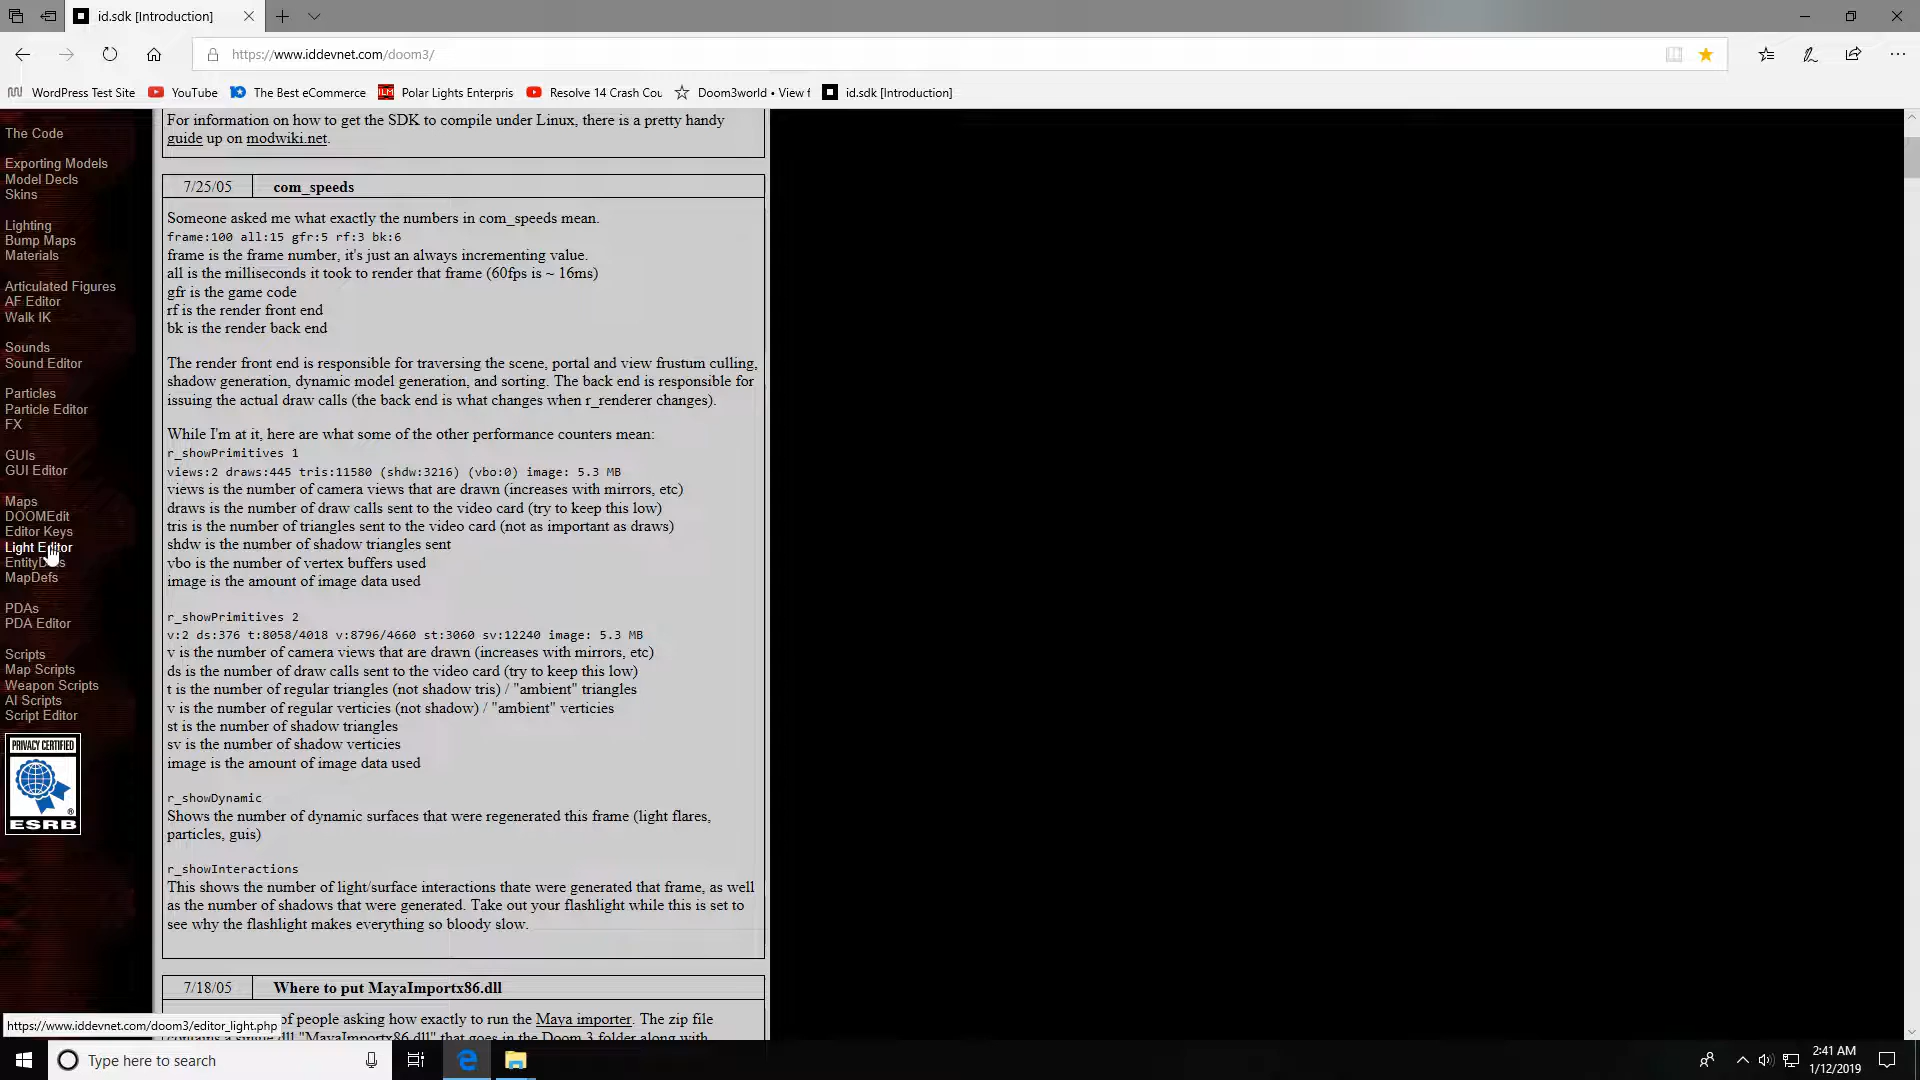 id.sdk [Introduction]
https://www.iddevnet.com/doom3/
WordPress Test Site
YouTube
The Best eCommerce
Polar Lights Enterpris
Resolve 14 Crash Cou
Doom3world • View f
id.sdk [Introduction]
The Code
Exporting Models
Model Decls
Skins
Lighting
Bump Maps
Materials
Articulated Figures
AF Editor
Walk IK
Sounds
Sound Editor
Particles
Particle Editor
FX
GUIs
GUI Editor
Maps
DOOMEdit
Editor Keys
Light Editor
MapDefs
PDAs
PDA Editor
Scripts
Map Scripts
Weapon Scripts
AI Scripts
Script Editor
PRIVACY CERTIFIED
ESRB
For information on how to get the SDK to compile under Linux, there is a pretty handy
guide up on modwiki.net.
7/25/05 com_speeds
Someone asked me what exactly the numbers in com_speeds mean.
frame:100 all:15 gfr:5 rf:3 bk:6
frame is the frame number, it's just an always incrementing value.
all is the milliseconds it took to render that frame (60fps is ~ 16ms)
gfr is the game code
rf is the render front end
bk is the render back end
The render front end is responsible for traversing the scene, portal and view frustum culling,
shadow generation, dynamic model generation, and sorting. The back end is responsible for
issuing the actual draw calls (the back end is what changes when r_renderer changes).
While I'm at it, here are what some of the other performance counters mean:
r_showPrimitives 1
views:2 draws:445 tris:11580 (shdw:3216) (vbo:0) image: 5.3 MB
views is the number of camera views that are drawn (increases with mirrors, etc)
draws is the number of draw calls sent to the video card (try to keep this low)
tris is the number of triangles sent to the video card (not as important as draws)
shdw is the number of shadow triangles sent
vbo is the number of vertex buffers used
image is the amount of image data used
r_showPrimitives 2
v:2 ds:376 t:8058/4018 v:8796/4660 st:3060 sv:12240 image: 5.3 MB
v is the number of camera views that are drawn (increases with mirrors, etc)
ds is the number of draw calls sent to the video card (try to keep this low)
t is the number of regular triangles (not shadow tris) / "ambient" triangles
v is the number of regular verticies (not shadow) / "ambient" verticies
st is the number of shadow triangles
sv is the number of shadow verticies
image is the amount of image data used
r_showDynamic
Shows the number of dynamic surfaces that were regenerated this frame (light flares,
particles, guis)
r_showInteractions
This shows the number of light/surface interactions thate were generated that frame, as well
as the number of shadows that were generated. Take out your flashlight while this is set to
see why the flashlight makes everything so bloody slow.
7/18/05 Where to put MayaImportx86.dll
of people asking how exactly to run the Maya importer. The zip file
contains a single dll "MayaImportx86.dll" that goes in the Doom 3 folder along with
https://www.iddevnet.com/doom3/editor_light.php
Type here to search
2:41 AM
1/12/2019